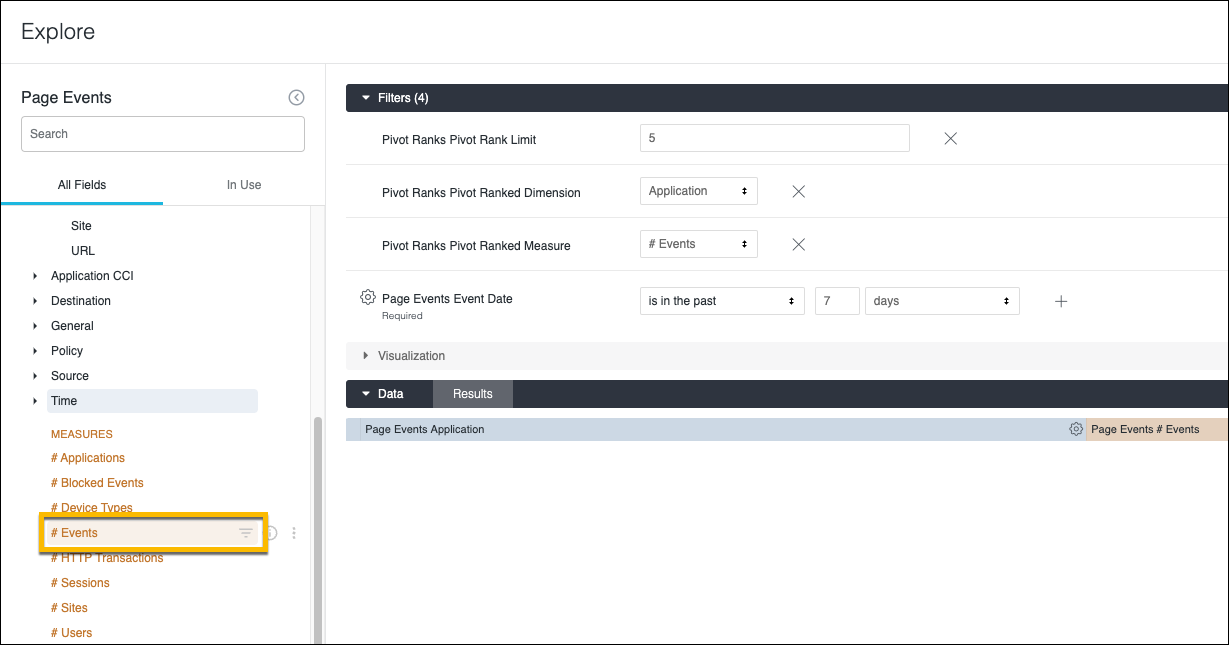 Explore
Page Events
Search
All Fields
In Use
Site
URL
Application CCI
Destination
General
Policy
Source
Time
MEASURES
# Applications
# Blocked Events
# Device Types
# Events
# HTTP Transactions
# Sessions
# Sites
# Users
Filters (4)
Pivot Ranks Pivot Rank Limit
5
Pivot Ranks Pivot Ranked Dimension
Application
Pivot Ranks Pivot Ranked Measure
# Events
Page Events Event Date
Required
is in the past
7
days
Visualization
Data
Results
Page Events Application
Page Events # Events